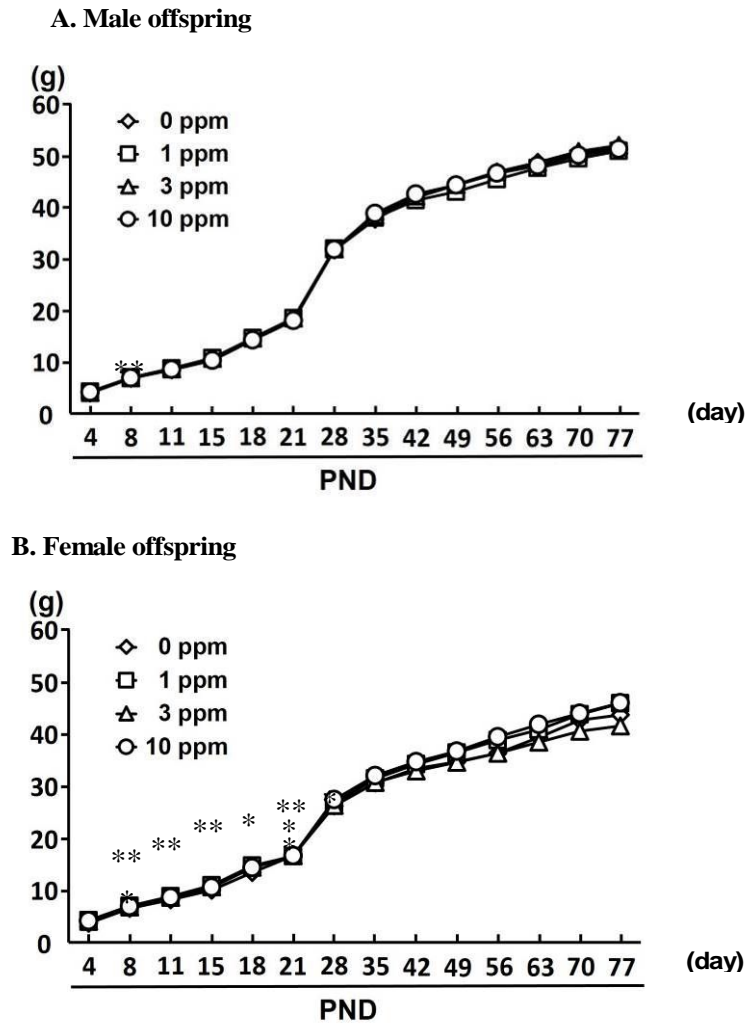 A. Male offspring
(g)
60
50
40
30
20
10
0
0 ppm
1 ppm
3 ppm
10 ppm
**
4 8 11 15 18 21 28 35 42 49 56 63 70 77
(day)
PND
B. Female offspring
(g)
60
50
40
30
20
10
0
0 ppm
1 ppm
3 ppm
10 ppm
** ** ** * **
*
* * *
4 8 11 15 18 21 28 35 42 49 56 63 70 77
(day)
PND